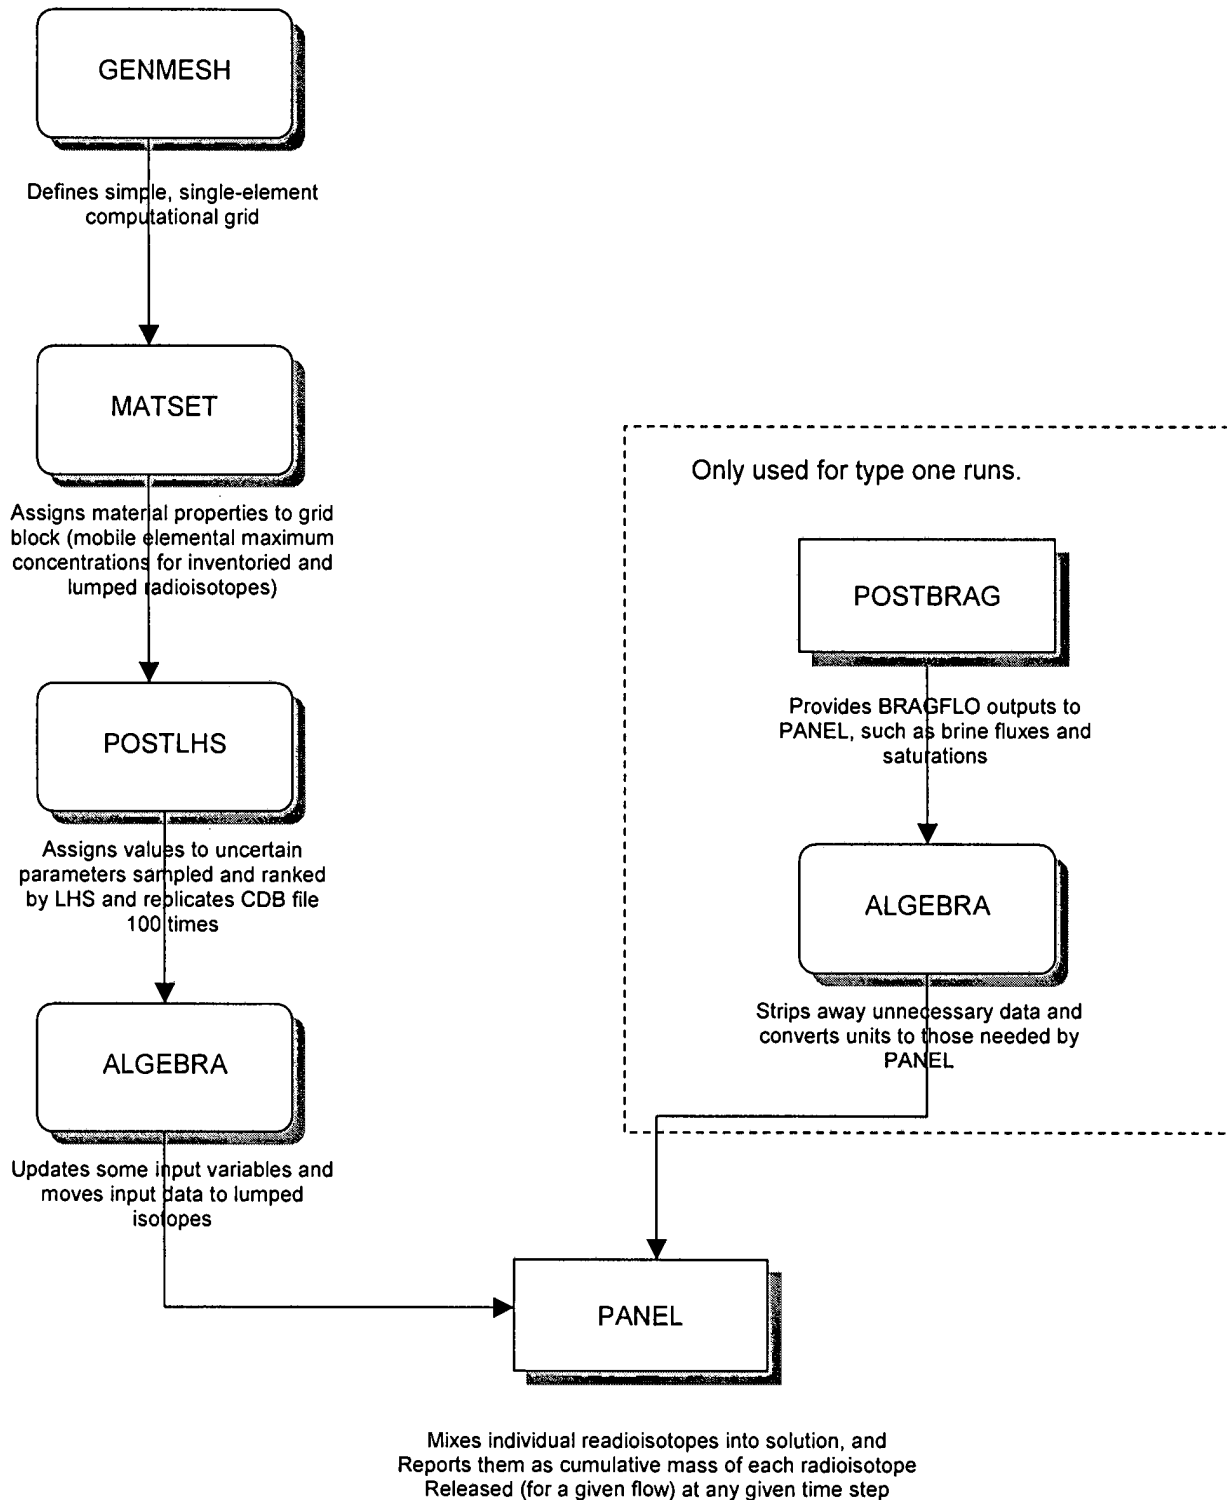 GENMESH
Defines simple, single-element
computational grid
MATSET
Assigns material properties to grid
block (mobile elemental maximum
concentrations for inventoried and
lumped radioisotopes)
POSTLHS
Assigns values to uncertain
parameters sampled and ranked
by LHS and replicates CDB file
100 times
ALGEBRA
Updates some input variables and
moves input data to lumped
isotopes
Only used for type one runs.
POSTBRAG
Provides BRAGFLO outputs to
PANEL, such as brine fluxes and
saturations
ALGEBRA
Strips away unnecessary data and
converts units to those needed by
PANEL
PANEL
Mixes individual readioisotopes into solution, and
Reports them as cumulative mass of each radioisotope
Released (for a given flow) at any given time step